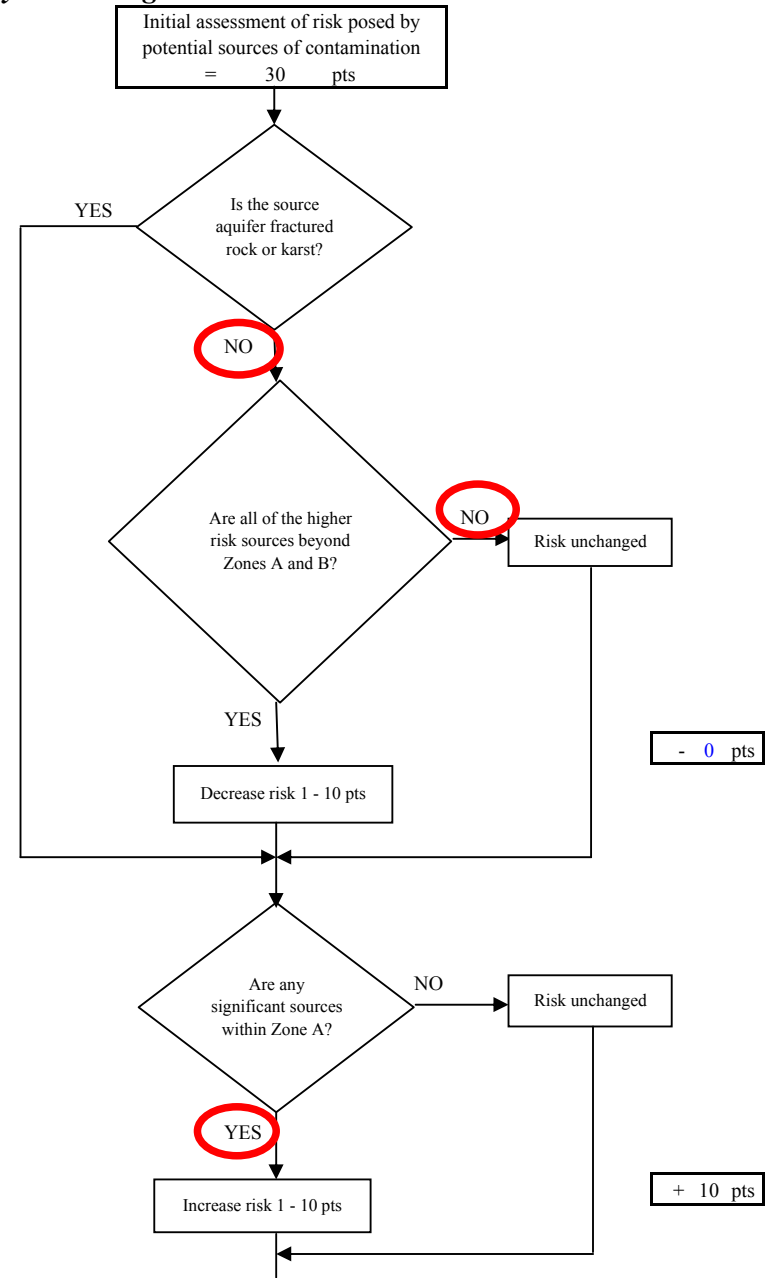 Initial assessment of risk posed by
potential sources of contamination
= 30 pts
Is the source
aquifer fractured
rock or karst?
YES
NO
Are all of the higher
risk sources beyond
Zones A and B?
NO
Risk unchanged
YES
- 0 pts
Decrease risk 1 - 10 pts
Are any
significant sources
within Zone A?
NO
Risk unchanged
YES
+ 10 pts
Increase risk 1 - 10 pts